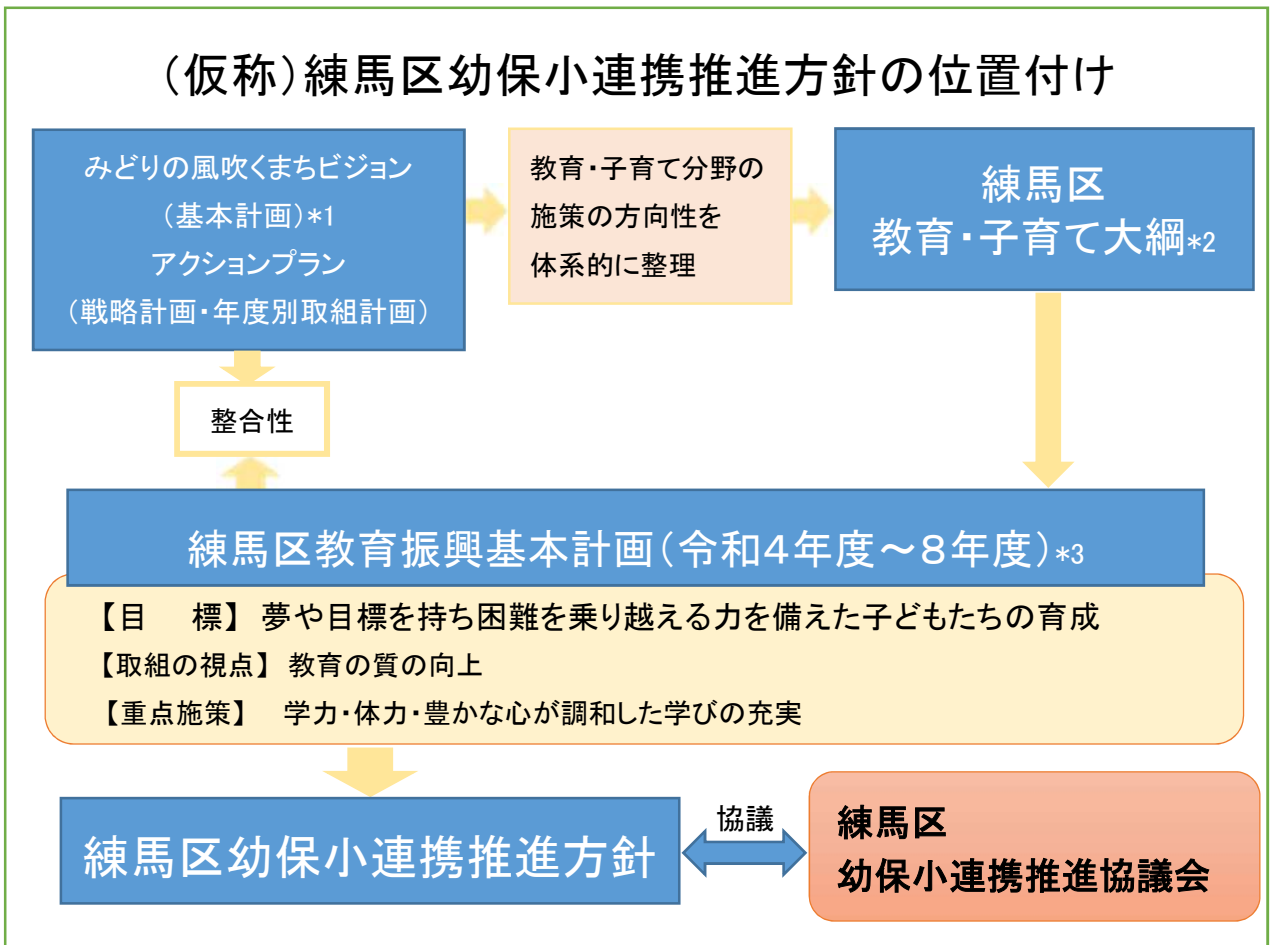 (仮称)練馬区幼保小連携推進方針の位置付け
みどりの風吹くまちビジョン
(基本計画)*1
アクションプラン
(戦略計画・年度別取組計画)
教育・子育て分野の
施策の方向性を
体系的に整理
練馬区
教育・子育て大綱*2
整合性
練馬区教育振興基本計画(令和4年度~8年度)*3
【目 標】 夢や目標を持ち困難を乗り越える力を備えた子どもたちの育成
【取組の視点】 教育の質の向上
【重点施策】 学力・体力・豊かな心が調和した学びの充実
練馬区幼保小連携推進方針
協議
練馬区
幼保小連携推進協議会